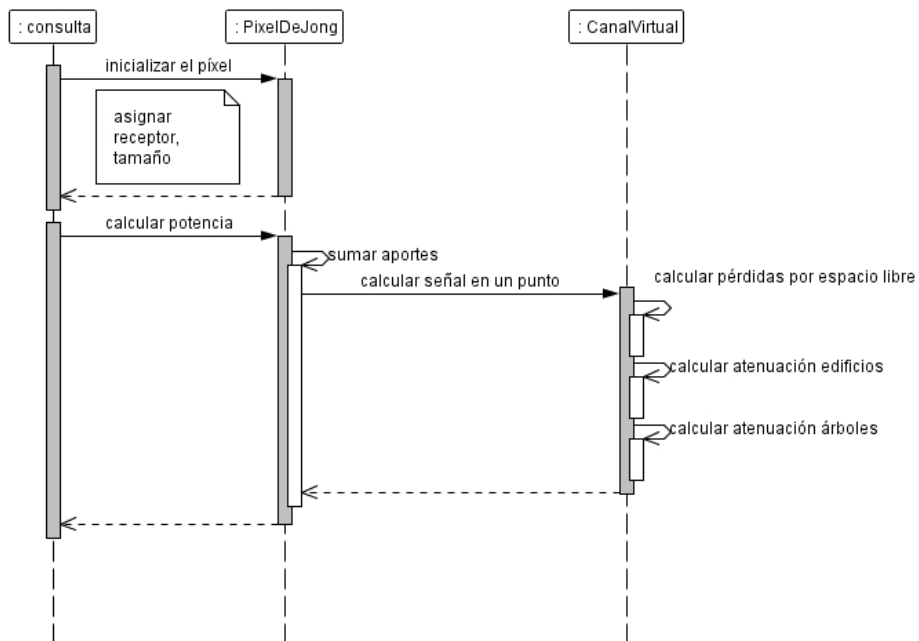 : consulta
: PixelDeJong
: CanalVirtual
inicializar el píxel
asignar
receptor,
tamaño
calcular potencia
sumar aportes
calcular señal en un punto
calcular pérdidas por espacio libre
calcular atenuación edificios
calcular atenuación árboles